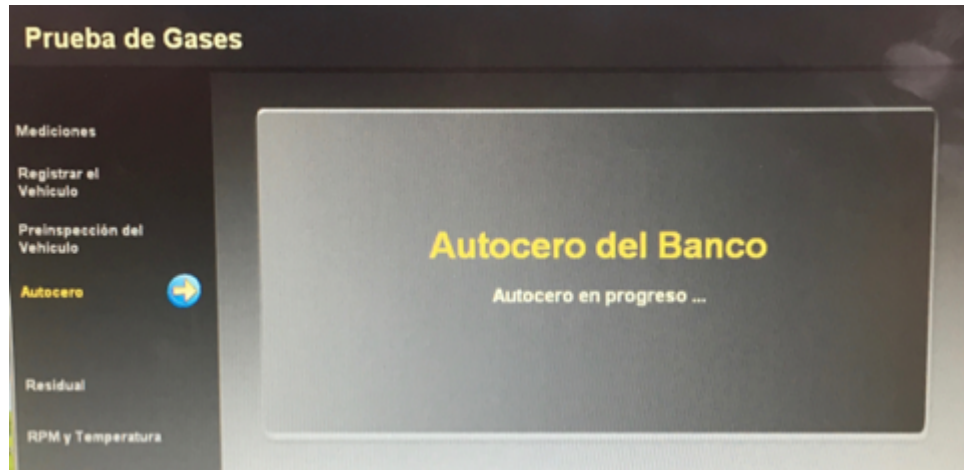 Prueba de Gases
Mediciones
Registrar el
Vehiculo
Preinspección del
Vehiculo
Autocero
Residual
RPM y Temperatura
Autocero del Banco
Autocero en progreso ...